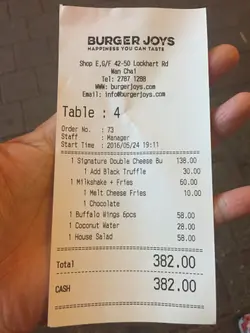 BURGER JOYS
HAPPINESS YOU CAN TASTE
Shop E,G/F 42-50 Lockhart Rd
Wan Chai
Tel: 2787 1288
WWW: burgerjoys.com
Email: info@burgerjoys.com
Table : 4
Order No. : 73
Staff : Manager
Start Time : 2016/05/24 19:11
1 Signature Double Cheese Bu 138.00
1 Add Black Truffle 30.00
1 Milkshake + Fries 60.00
1 Melt Cheese Fries 10.00
1 Chocolate
1 Buffalo Wings 6pcs 58.00
1 Coconut Water 28.00
1 House Salad 58.00
Total 382.00
CASH 382.00